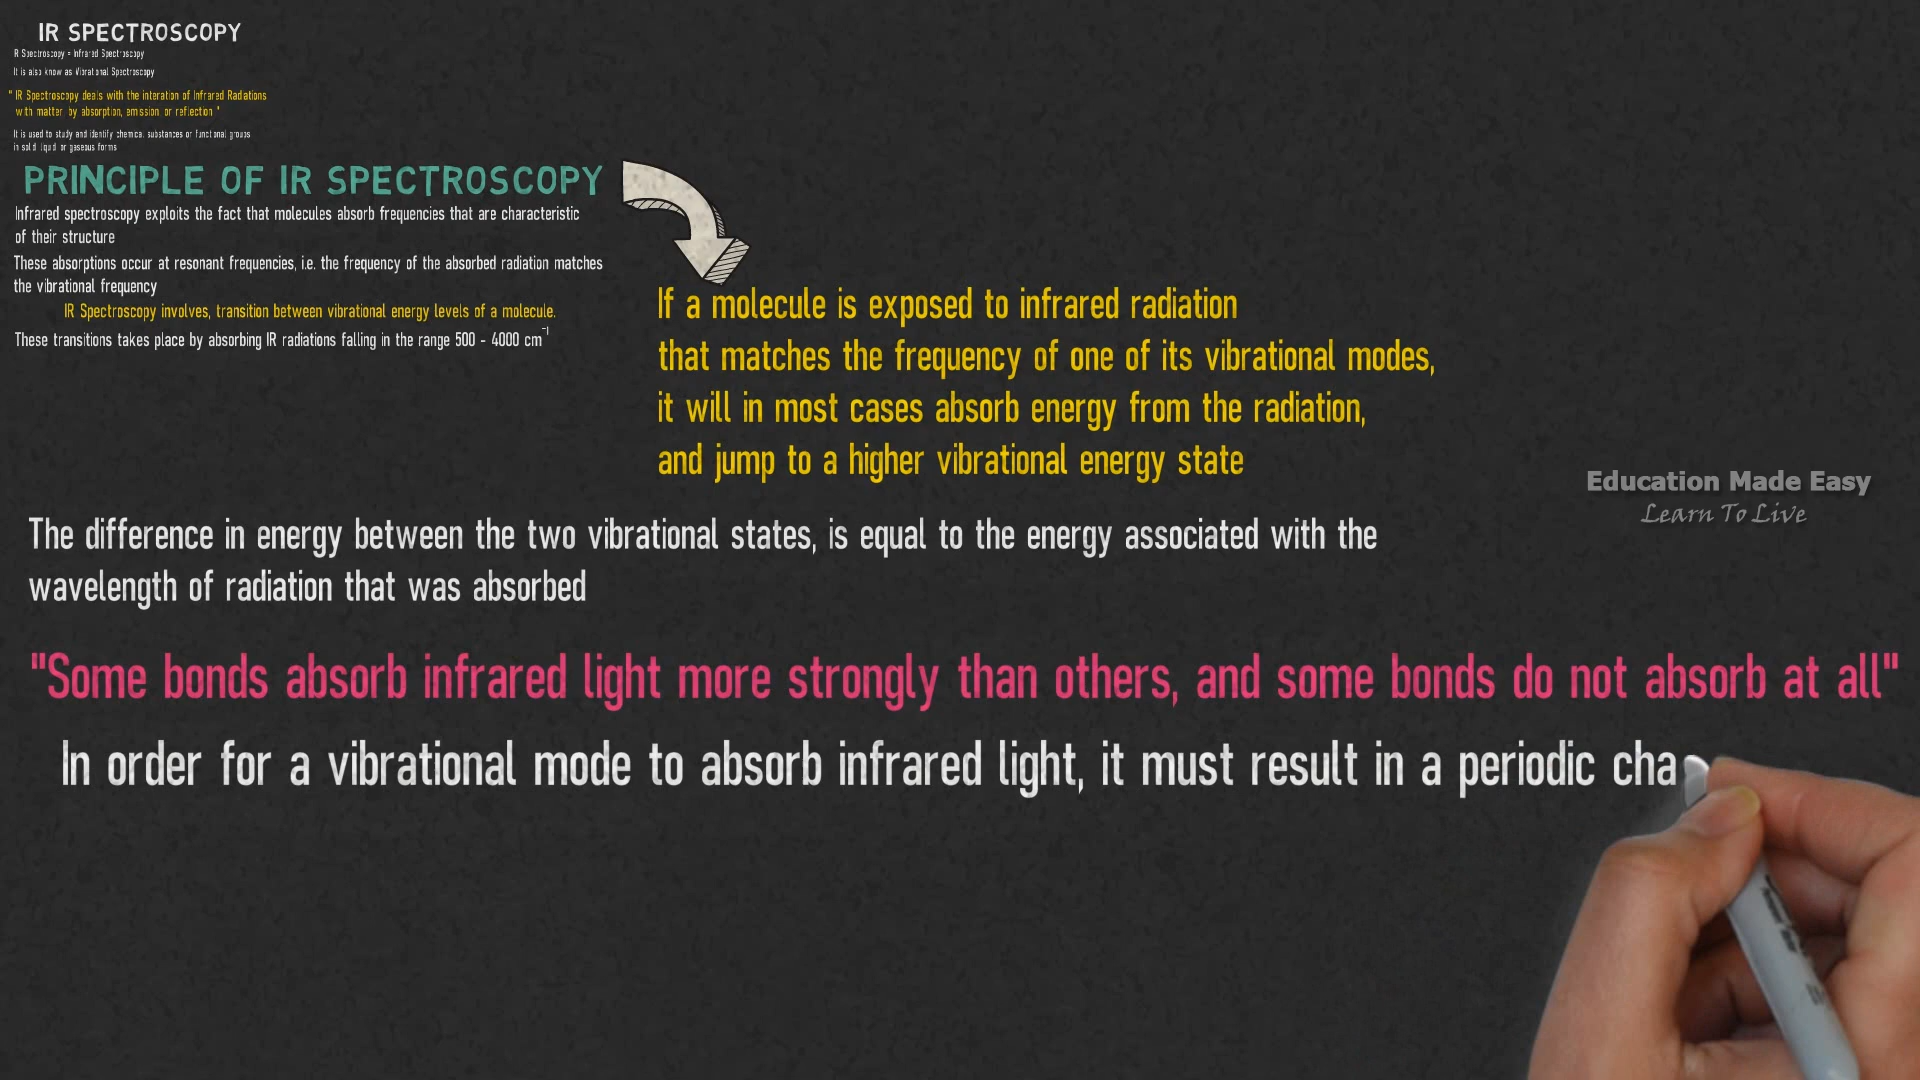 IR SPECTROSCOPY
R Spectroscopy = Infrared Spectroscopy
It is also know as Vibrational Spectroscopy
" IR Spectroscopy deals with the interation of Infrared Radiations
with matter by absorption, emission or reflection "
It is used to study and identify chemical substances or functional groups
in solid liquid or gaseous forms
PRINCIPLE OF IR SPECTROSCOPY
Infrared spectroscopy exploits the fact that molecules absorb frequencies that are characteristic
of their structure
These absorptions occur at resonant frequencies, i.e. the frequency of the absorbed radiation matches
the vibrational frequency
IR Spectroscopy involves, transition between vibrational energy levels of a molecule.
These transitions takes place by absorbing IR radiations falling in the range 500 - 4000 cm⁻¹
If a molecule is exposed to infrared radiation
that matches the frequency of one of its vibrational modes,
it will in most cases absorb energy from the radiation,
and jump to a higher vibrational energy state
Education Made Easy
Learn To Live
The difference in energy between the two vibrational states, is equal to the energy associated with the
wavelength of radiation that was absorbed
"Some bonds absorb infrared light more strongly than others, and some bonds do not absorb at all"
In order for a vibrational mode to absorb infrared light, it must result in a periodic cha